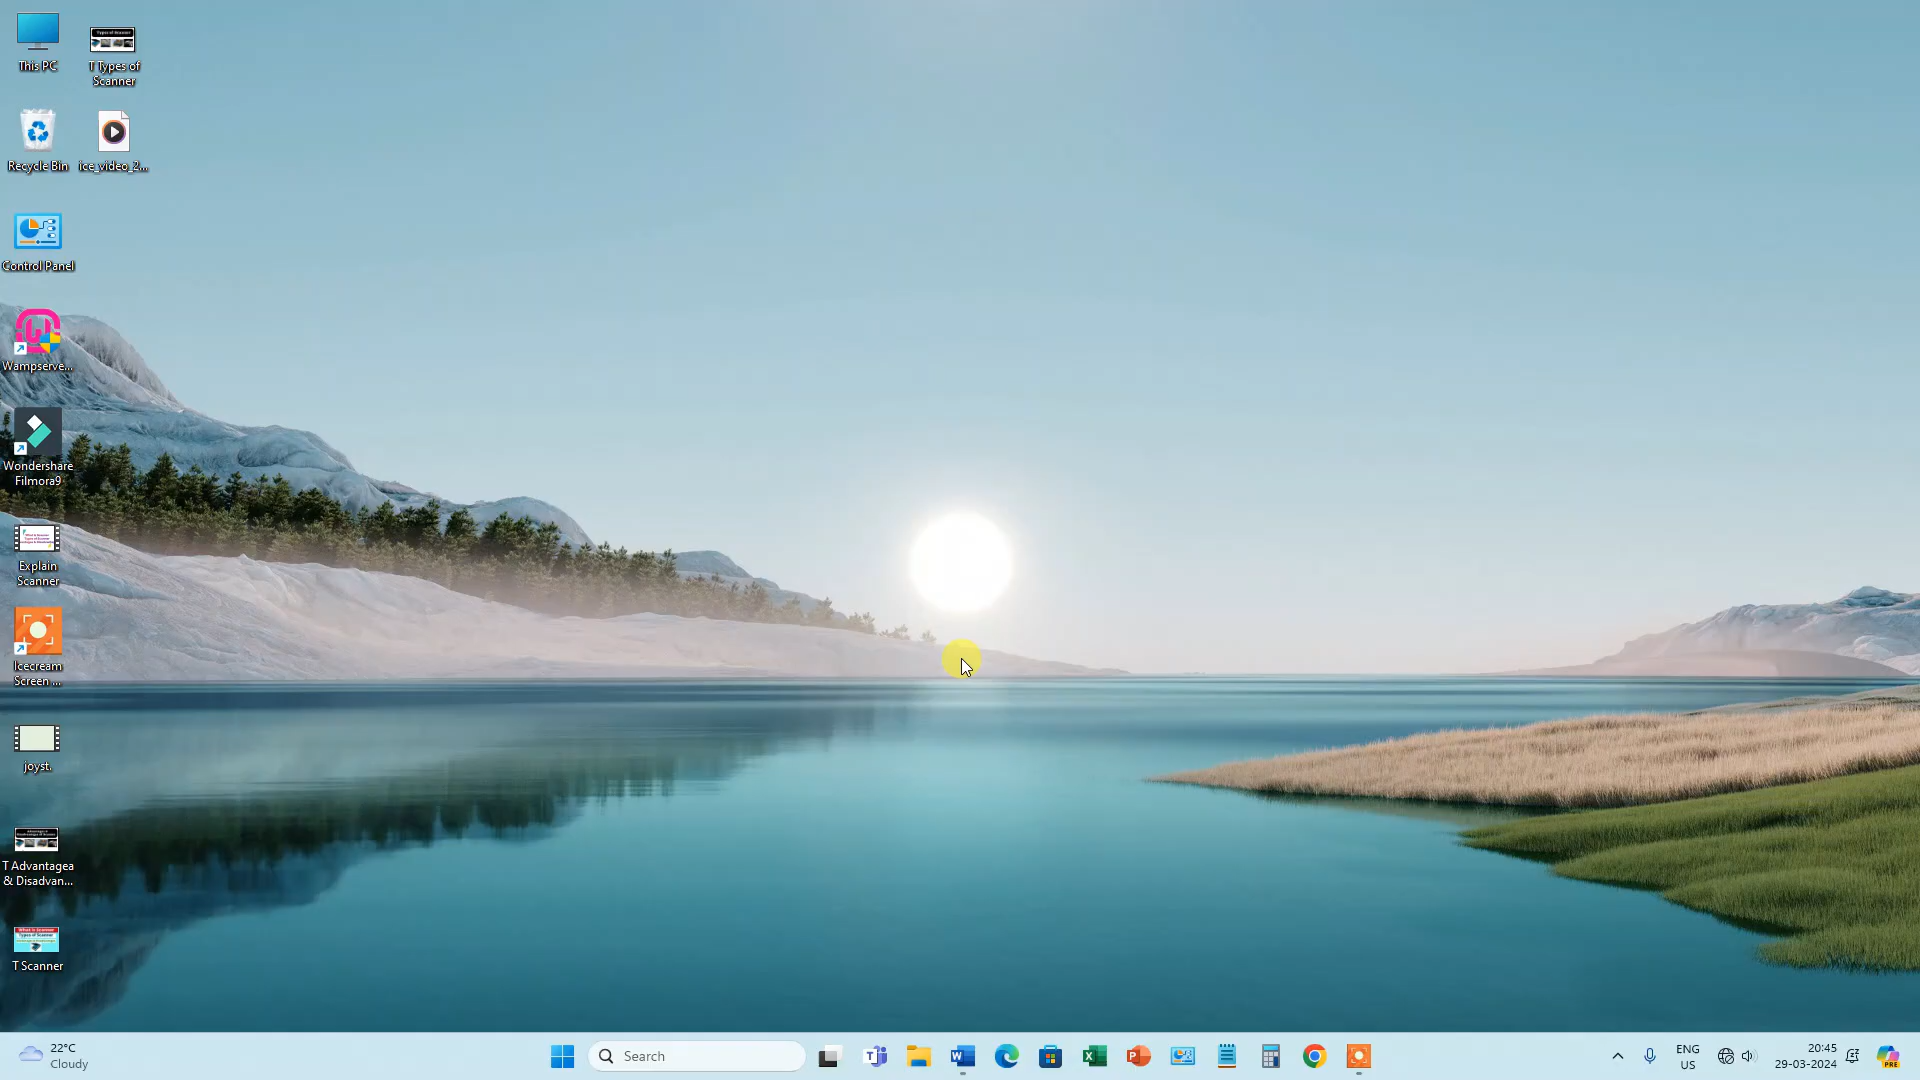 This PC
T Types of
Scanner
Recycle Bin
ice_video_2...
Control Panel
Wampserve...
Wondershare
Filmora9
Explain
Scanner
Icecream
Screen ...
joyst.
T Advantagea
& Disadvan...
T Scanner
22°C
Cloudy
Search
ENG
US
20:45
29-03-2024